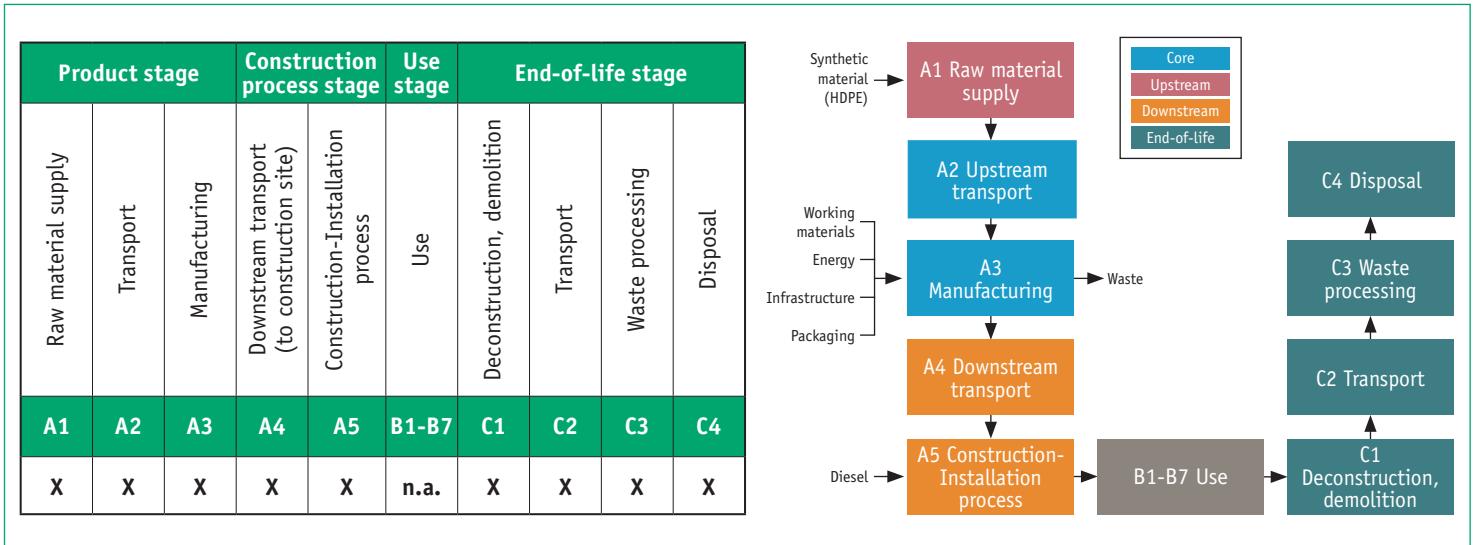 Product stage
Construction
process stage
Use
stage
End-of-life stage
Raw material supply
Transport
Manufacturing
Downstream transport
(to construction site)
Construction-Installation
process
Use
Deconstruction, demolition
Transport
Waste processing
Disposal
A1
A2
A3
A4
A5
B1-B7
C1
C2
C3
C4
X
X
X
X
X
n.a.
X
X
X
X
Synthetic
material
(HDPE)
A1 Raw material
supply
Core
Upstream
Downstream
End-of-life
A2 Upstream
transport
Working
materials
Energy
Infrastructure
Packaging
A3
Manufacturing
Waste
A4 Downstream
transport
Diesel
A5 Construction-
Installation
process
B1-B7 Use
C1
Deconstruction,
demolition
C2 Transport
C3 Waste
processing
C4 Disposal